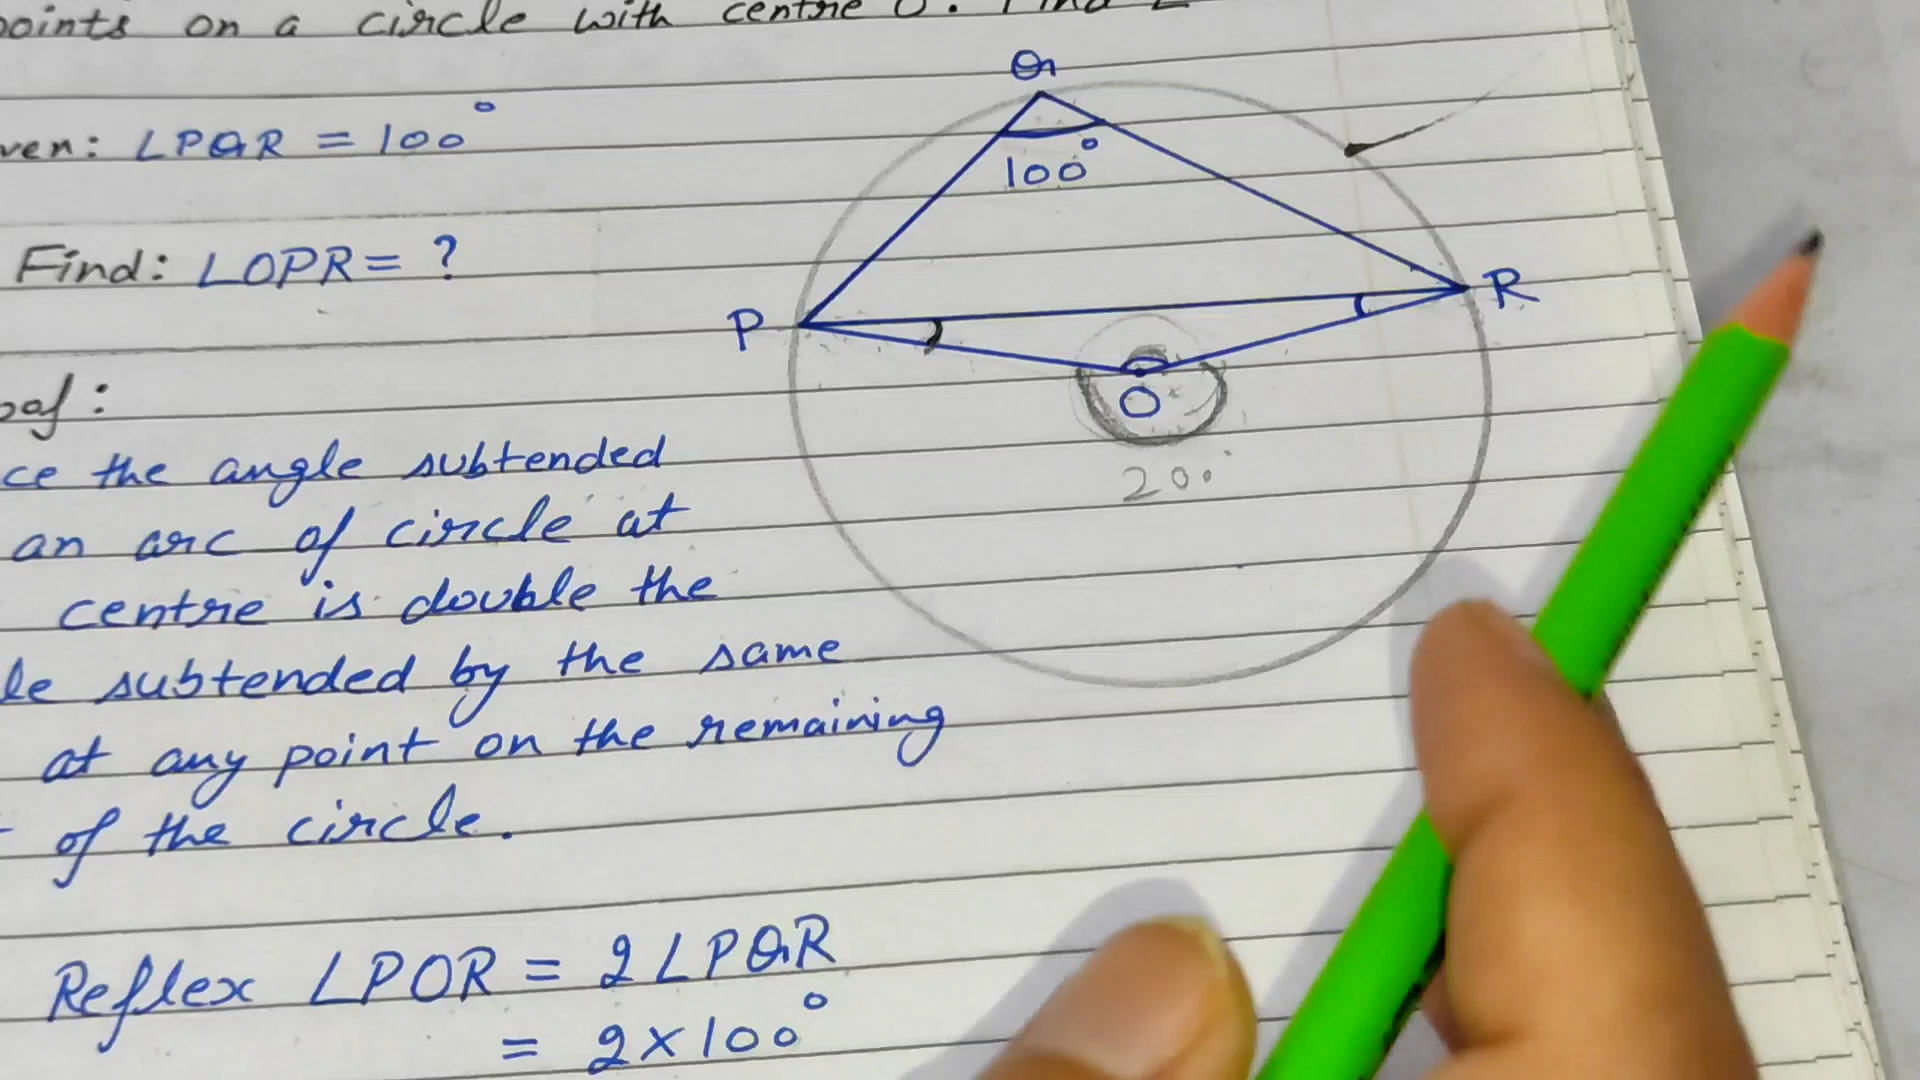 points on a circle with centre O. Find L
ven: ∠PQR = 100°
Find: ∠OPR = ?
oof:
ce the angle subtended
an arc of circle at
centre is double the
le subtended by the same
at any point on the remaining
of the circle.
Reflex ∠POR = 2∠PQR
= 2×100°
Q
100°
P
R
O
200°